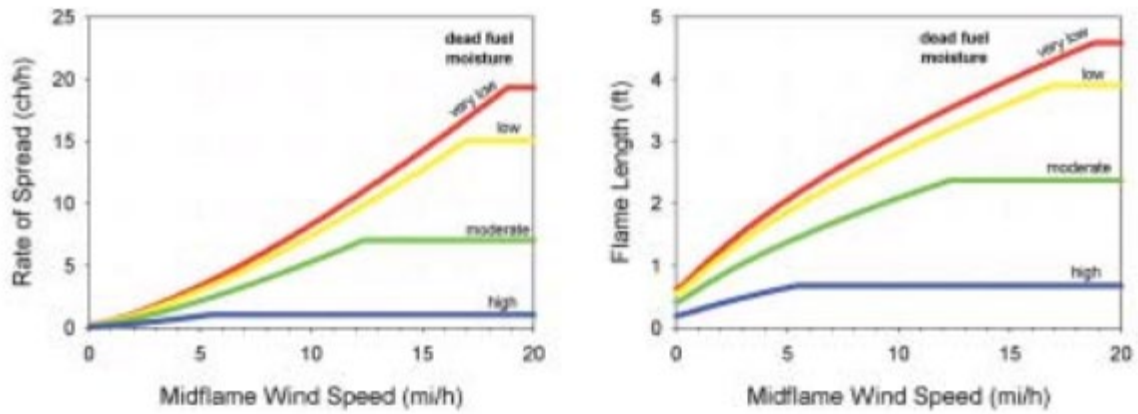 25
20
15
10
5
0
Rate of Spread (ch/h)
dead fuel
moisture
very low
low
moderate
high
0 5 10 15 20
Midflame Wind Speed (mi/h)
5
4
3
2
1
0
Flame Length (ft)
dead fuel
moisture
very low
low
moderate
high
0 5 10 15 20
Midflame Wind Speed (mi/h)